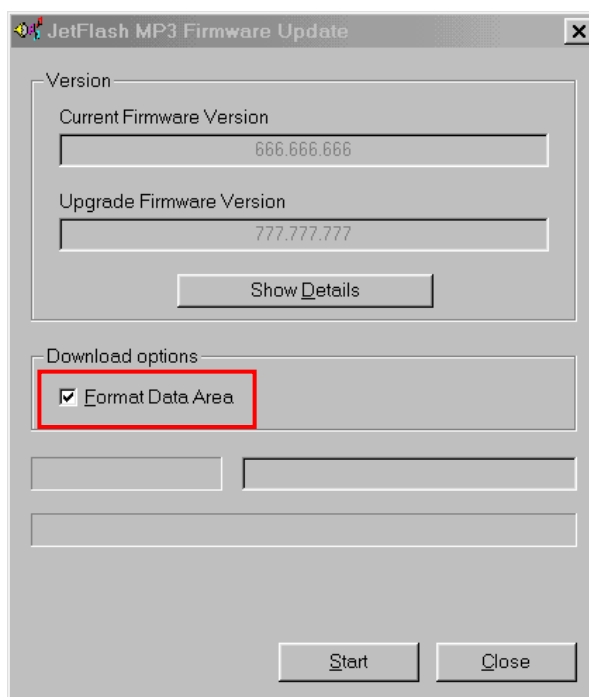 JetFlash MP3 Firmware Update
Version
Current Firmware Version
666.666.666
Upgrade Firmware Version
777.777.777
Show Details
Download options
Format Data Area
Start Close